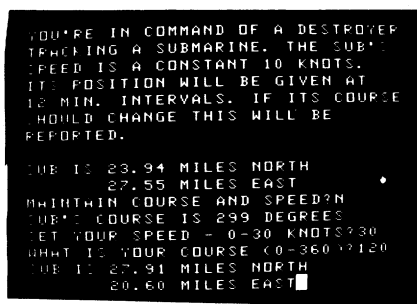 YOU'RE IN COMMAND OF A DESTROYER
TRACKING A SUBMARINE. THE SUB'S
SPEED IS A CONSTANT 10 KNOTS.
ITS POSITION WILL BE GIVEN AT
12 MIN. INTERVALS. IF ITS COURSE
SHOULD CHANGE THIS WILL BE
REPORTED.
SUB IS 23.94 MILES NORTH
27.55 MILES EAST
MAINTAIN COURSE AND SPEED?N
SUB'S COURSE IS 299 DEGREES
SET YOUR SPEED - 0-30 KNOTS?30
WHAT IS YOUR COURSE (0-360)?120
SUB IS 27.91 MILES NORTH
20.60 MILES EAST